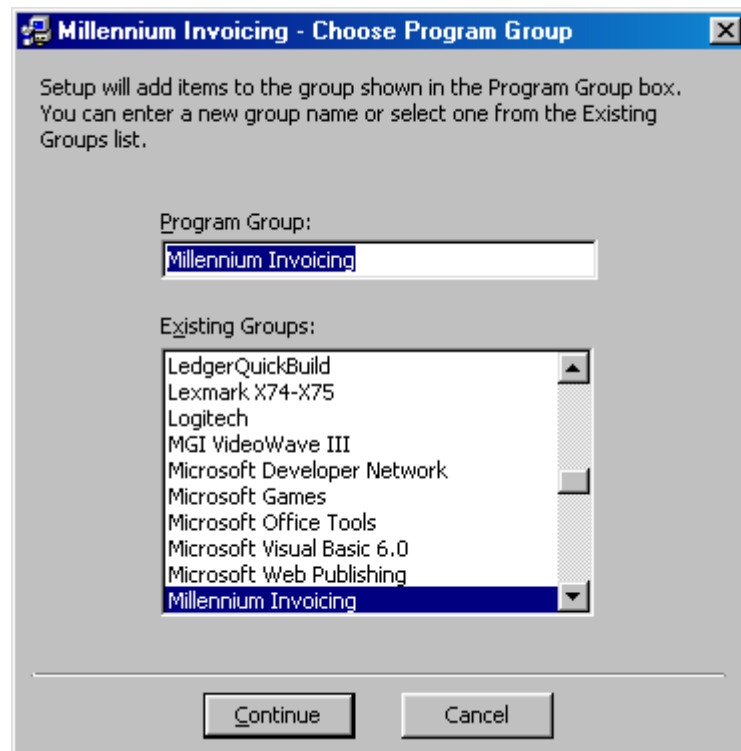 Millennium Invoicing - Choose Program Group
Setup will add items to the group shown in the Program Group box.
You can enter a new group name or select one from the Existing
Groups list.
Program Group:
Millennium Invoicing
Existing Groups:
LedgerQuickBuild
Lexmark X74-X75
Logitech
MGI VideoWave III
Microsoft Developer Network
Microsoft Games
Microsoft Office Tools
Microsoft Visual Basic 6.0
Microsoft Web Publishing
Millennium Invoicing
Continue Cancel